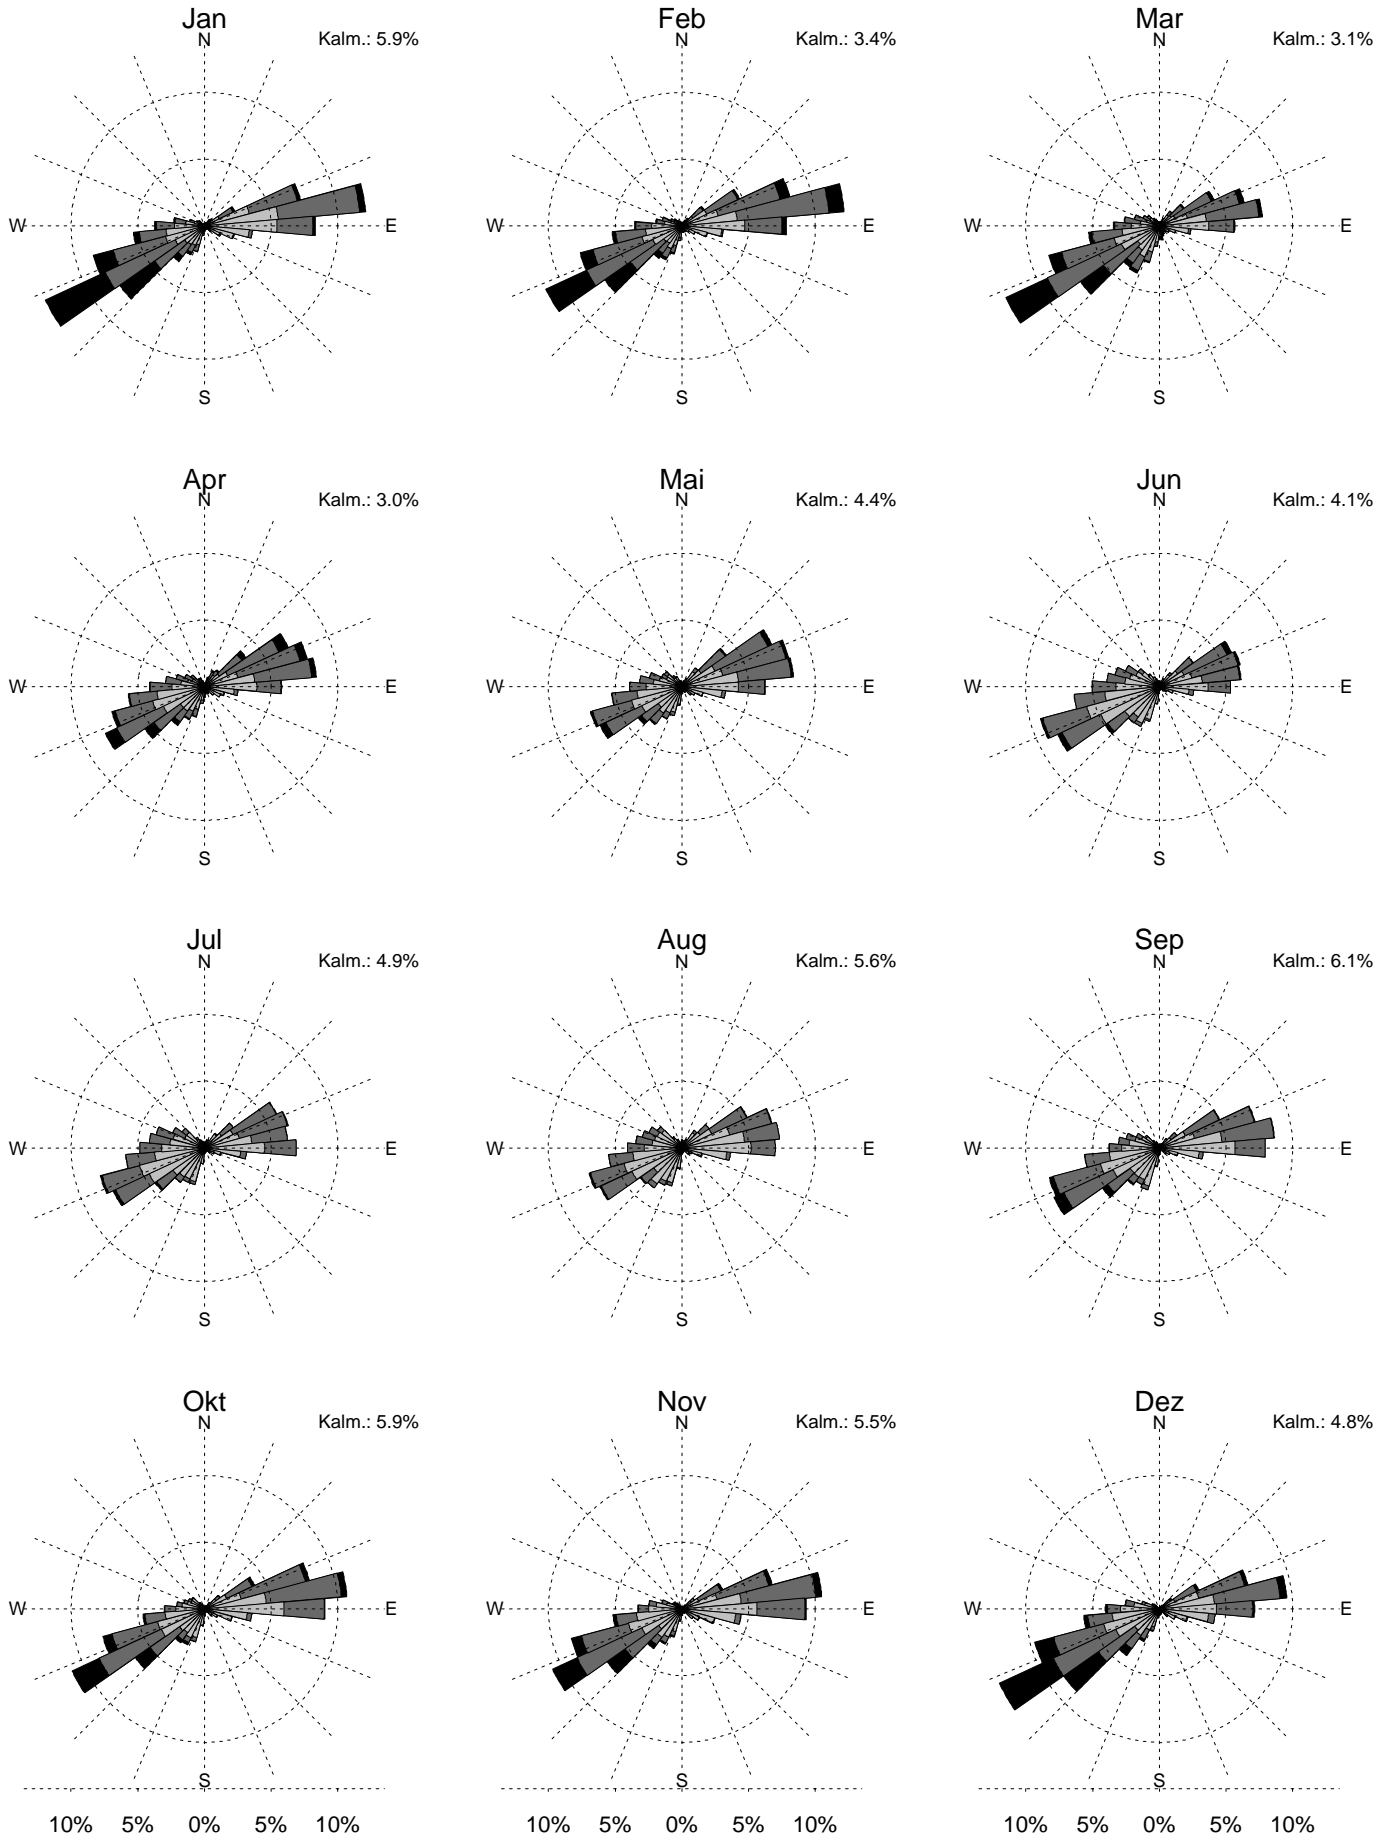 Jan
Feb
Mar
N
Kalm.: 5.9%
N
Kalm.: 3.4%
N
Kalm.: 3.1%
W
E
W
E
W
E
S
S
S
Apr
Mai
Jun
N
Kalm.: 3.0%
N
Kalm.: 4.4%
N
Kalm.: 4.1%
W
E
W
E
W
E
S
S
S
Jul
Aug
Sep
N
Kalm.: 4.9%
N
Kalm.: 5.6%
N
Kalm.: 6.1%
W
E
W
E
W
E
S
S
S
Okt
Nov
Dez
N
Kalm.: 5.9%
N
Kalm.: 5.5%
N
Kalm.: 4.8%
W
E
W
E
W
E
S
S
S
10% 5% 0% 5% 10%
10% 5% 0% 5% 10%
10% 5% 0% 5% 10%